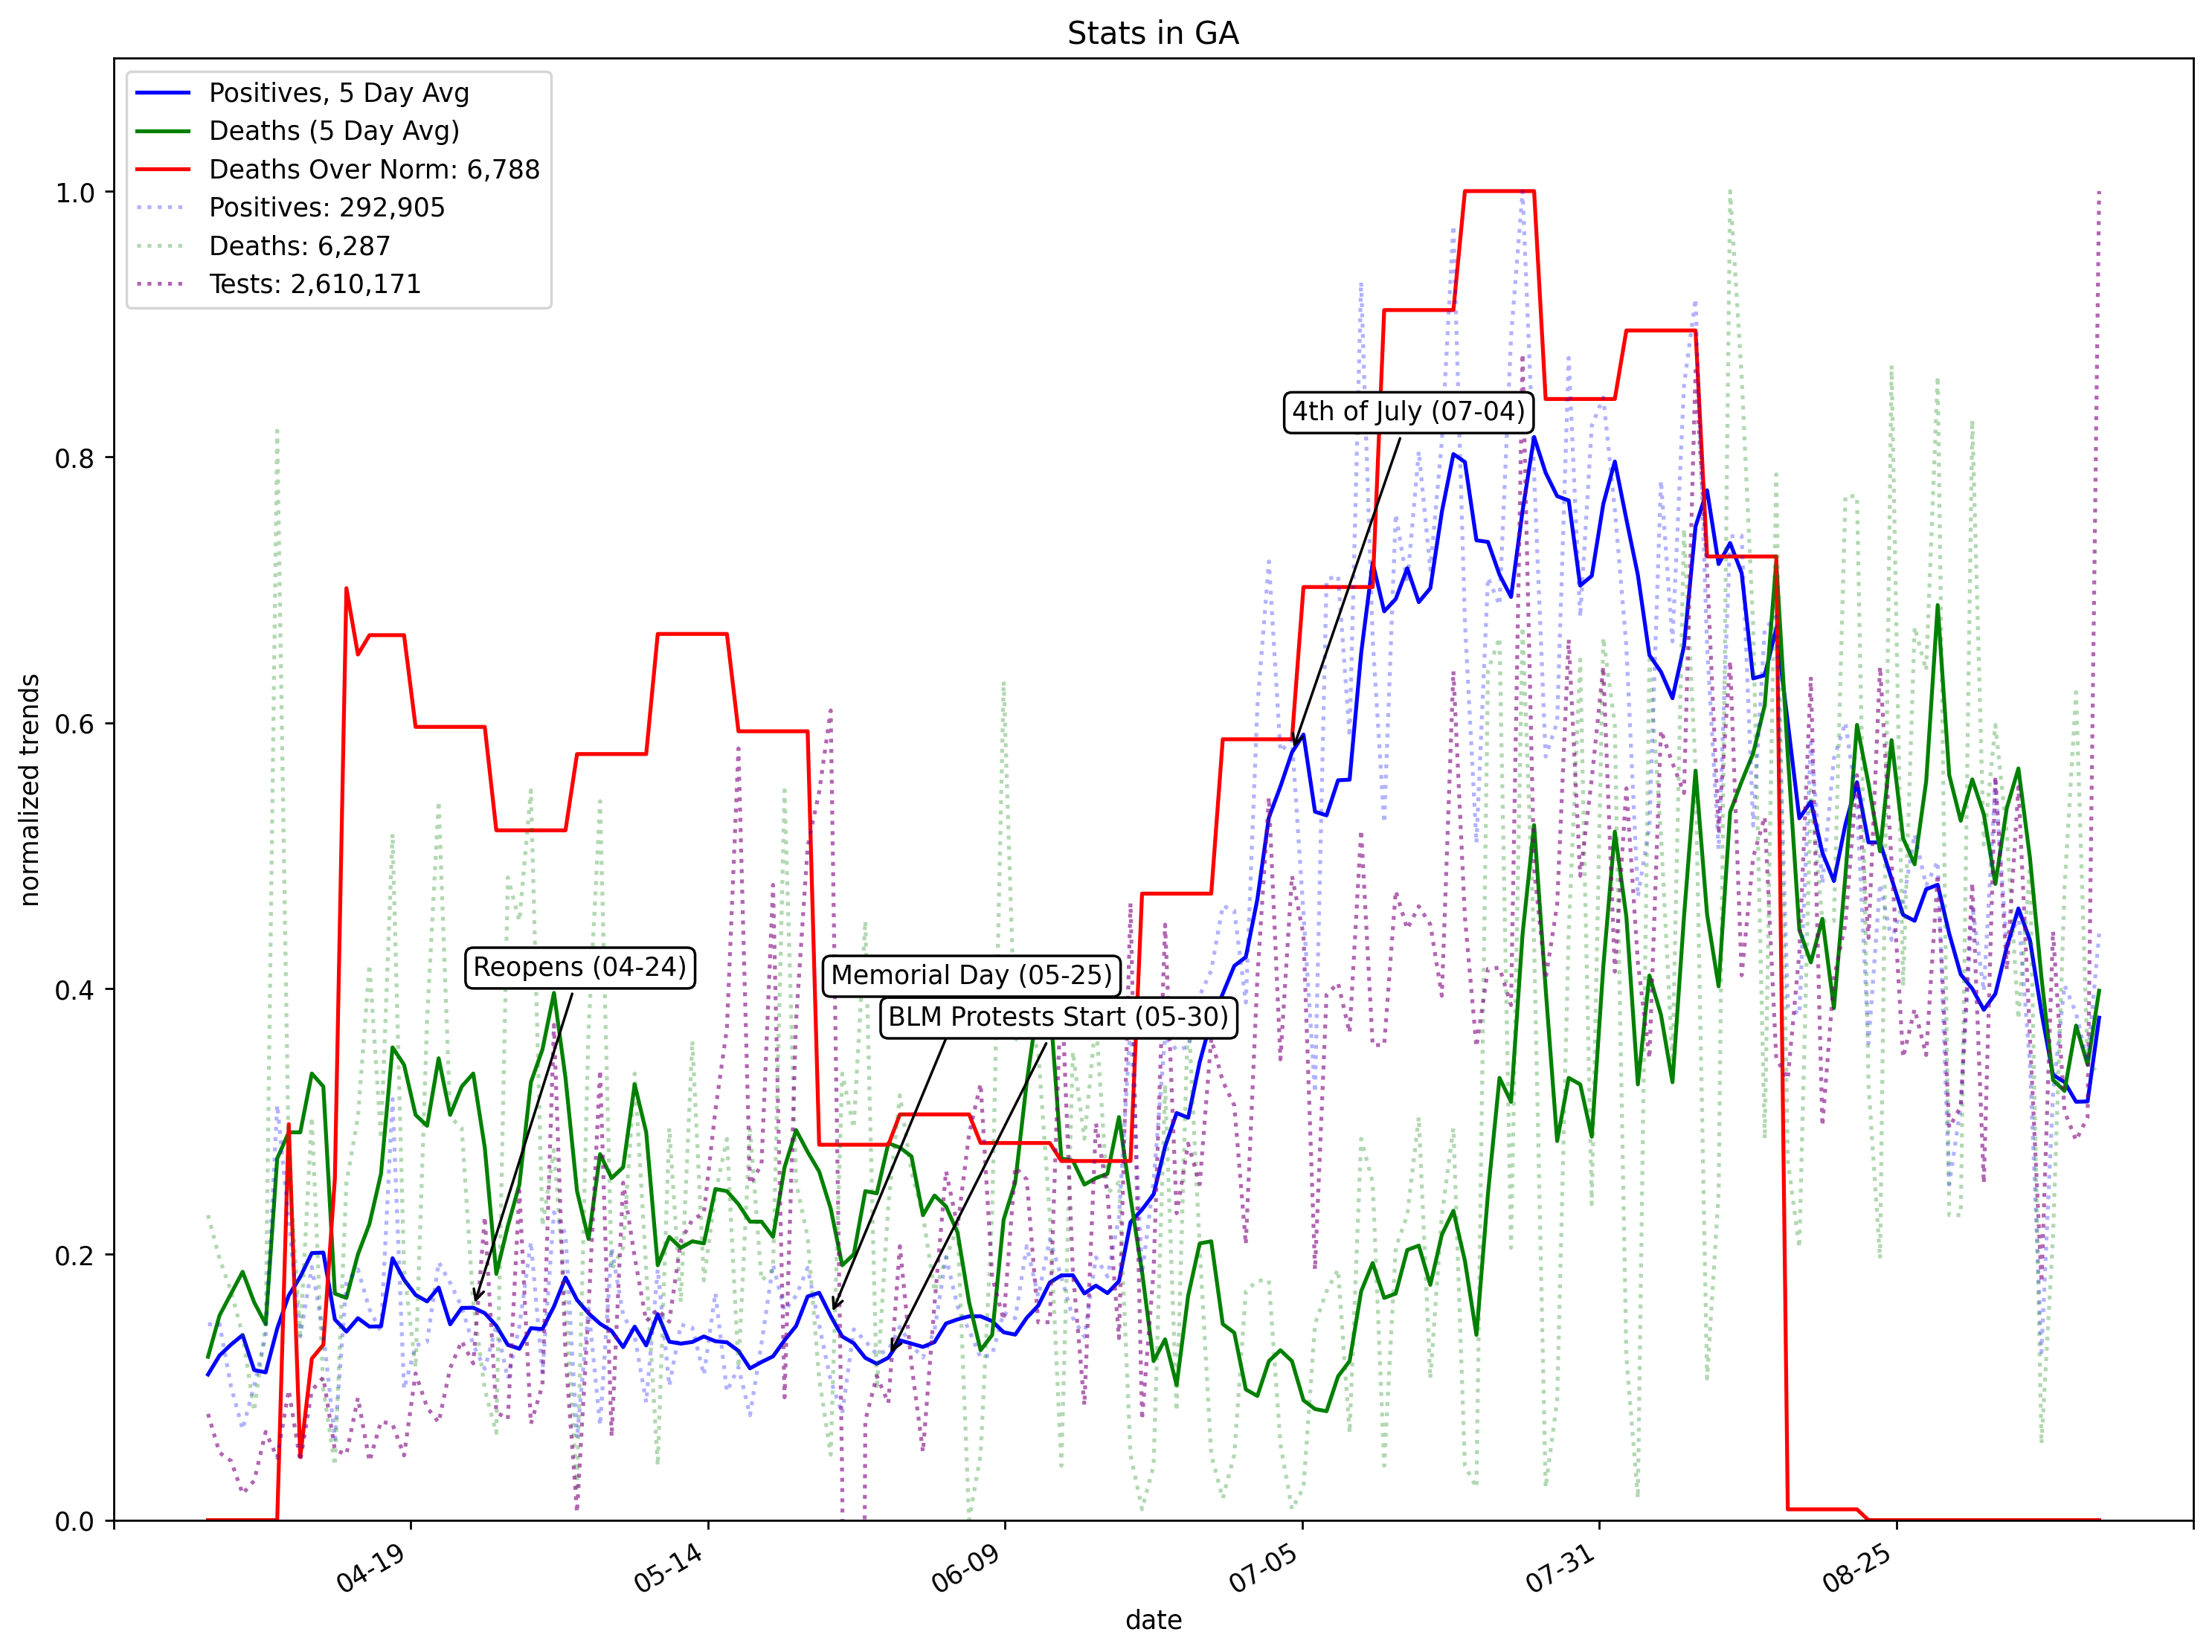 Stats in GA
Positives, 5 Day Avg
Deaths (5 Day Avg)
Deaths Over Norm: 6,788
Positives: 292,905
Deaths: 6,287
Tests: 2,610,171
1.0
0.8
0.6
0.4
0.2
0.0
normalized trends
4th of July (07-04)
Reopens (04-24)
Memorial Day (05-25)
BLM Protests Start (05-30)
04-19
05-14
06-09
07-05
07-31
08-25
date